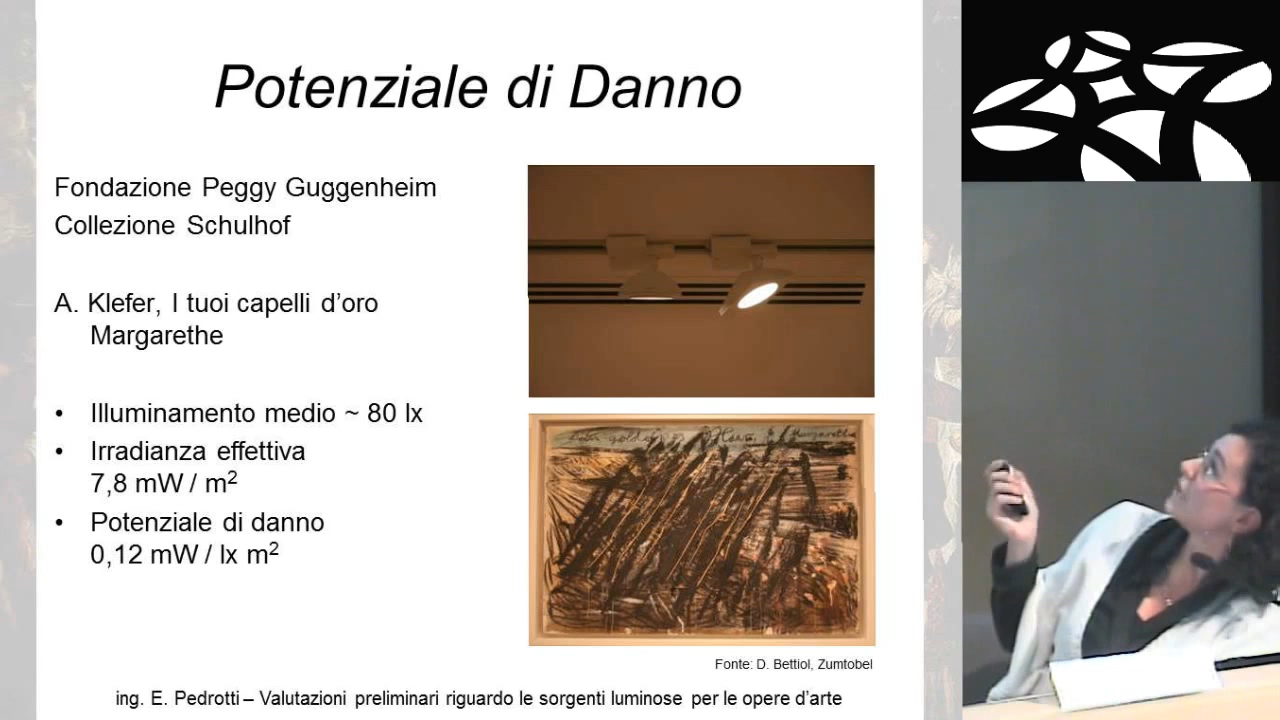 Potenziale di Danno
Fondazione Peggy Guggenheim
Collezione Schulhof
A. Klefer, I tuoi capelli d’oro
Margarethe
• Illuminamento medio ~ 80 lx
• Irradianza effettiva
7,8 mW / m²
• Potenziale di danno
0,12 mW / lx m²
Fonte: D. Bettiol, Zumtobel
ing. E. Pedrotti – Valutazioni preliminari riguardo le sorgenti luminose per le opere d’arte